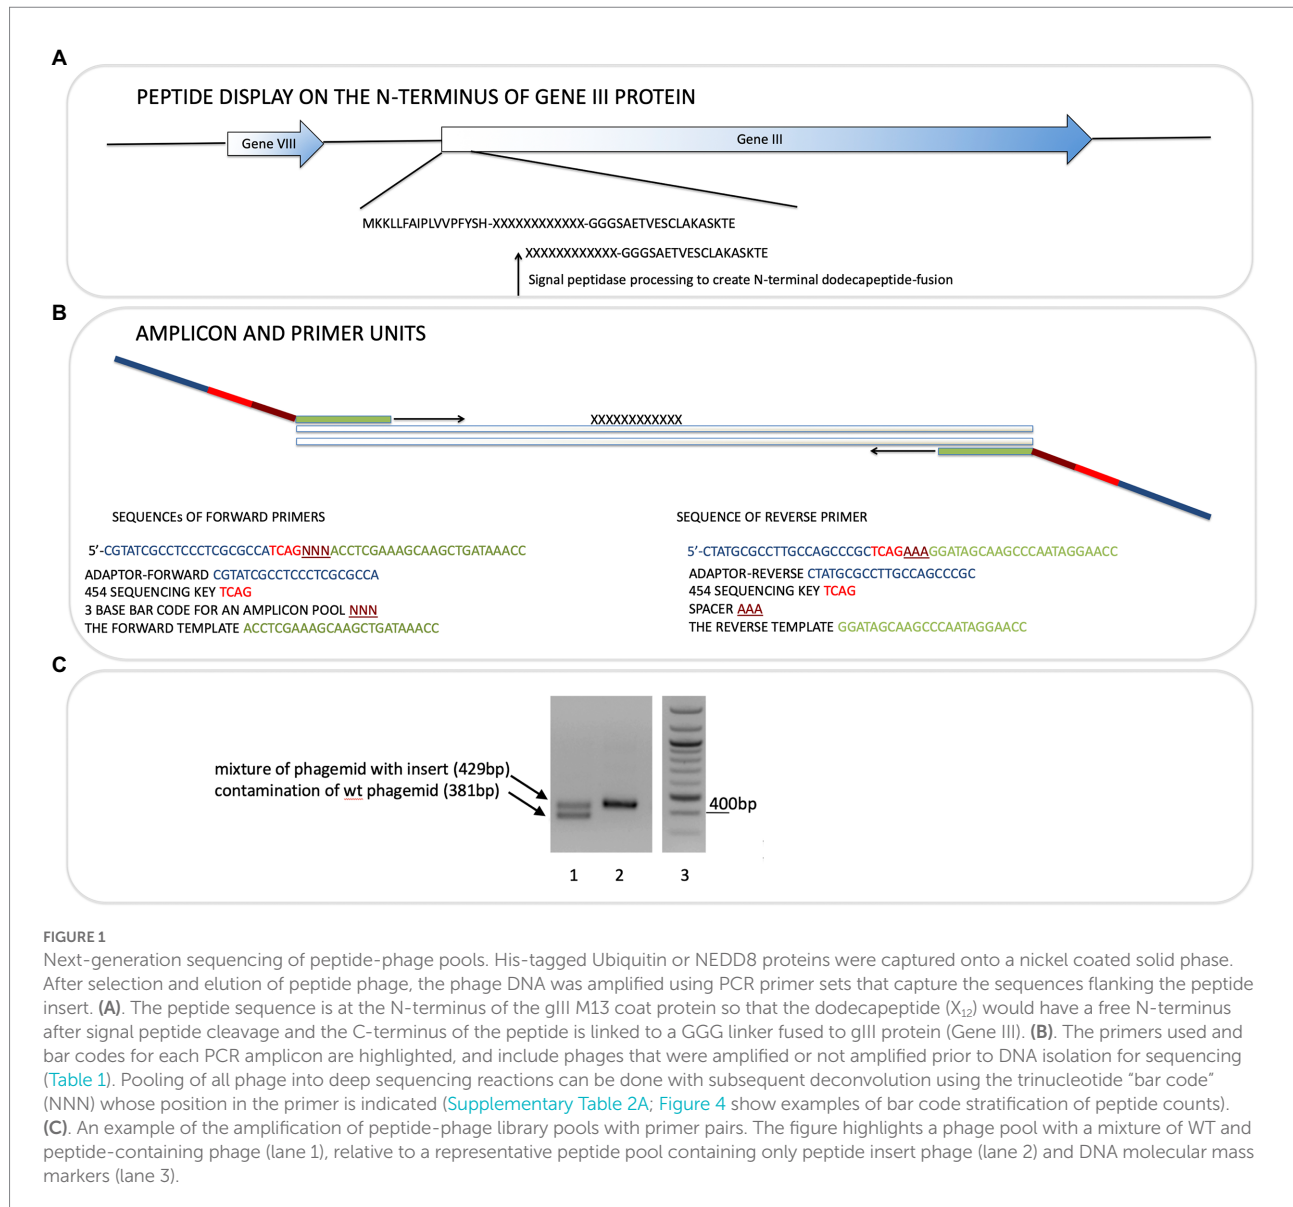 A
PEPTIDE DISPLAY ON THE N-TERMINUS OF GENE III PROTEIN
Gene VIII
Gene III
MKKLLFAIPLVVPFYSH-XXXXXXXXXXXX-GGGSAETVESCLAKASKTE
XXXXXXXXXXXX-GGGSAETVESCLAKASKTE
Signal peptidase processing to create N-terminal dodecapeptide-fusion
B
AMPLICON AND PRIMER UNITS
XXXXXXXXXXXX
SEQUENCEs OF FORWARD PRIMERS
5’-CGTATCGCCTCCCTCGCGCCATCAGNNNACCTCGAAAGCAAGCTGATAAACC
ADAPTOR-FORWARD CGTATCGCCTCCCTCGCGCCA
454 SEQUENCING KEY TCAG
3 BASE BAR CODE FOR AN AMPLICON POOL NNN
THE FORWARD TEMPLATE ACCTCGAAAGCAAGCTGATAAACC
SEQUENCE OF REVERSE PRIMER
5’-CTATGCGCCTTGCCAGCCCGCTCAGAAAGGATAGCAAGCCCAATAGGAACC
ADAPTOR-REVERSE CTATGCGCCTTGCCAGCCCGC
454 SEQUENCING KEY TCAG
SPACER AAA
THE REVERSE TEMPLATE GGATAGCAAGCCCAATAGGAACC
C
mixture of phagemid with insert (429bp)
contamination of wt phagemid (381bp)
400bp
1 2 3
FIGURE 1
Next-generation sequencing of peptide-phage pools. His-tagged Ubiquitin or NEDD8 proteins were captured onto a nickel coated solid phase.
After selection and elution of peptide phage, the phage DNA was amplified using PCR primer sets that capture the sequences flanking the peptide
insert. (A). The peptide sequence is at the N-terminus of the gIII M13 coat protein so that the dodecapeptide (X₁₂) would have a free N-terminus
after signal peptide cleavage and the C-terminus of the peptide is linked to a GGG linker fused to gIII protein (Gene III). (B). The primers used and
bar codes for each PCR amplicon are highlighted, and include phages that were amplified or not amplified prior to DNA isolation for sequencing
(Table 1). Pooling of all phage into deep sequencing reactions can be done with subsequent deconvolution using the trinucleotide “bar code”
(NNN) whose position in the primer is indicated (Supplementary Table 2A; Figure 4 show examples of bar code stratification of peptide counts).
(C). An example of the amplification of peptide-phage library pools with primer pairs. The figure highlights a phage pool with a mixture of WT and
peptide-containing phage (lane 1), relative to a representative peptide pool containing only peptide insert phage (lane 2) and DNA molecular mass
markers (lane 3).